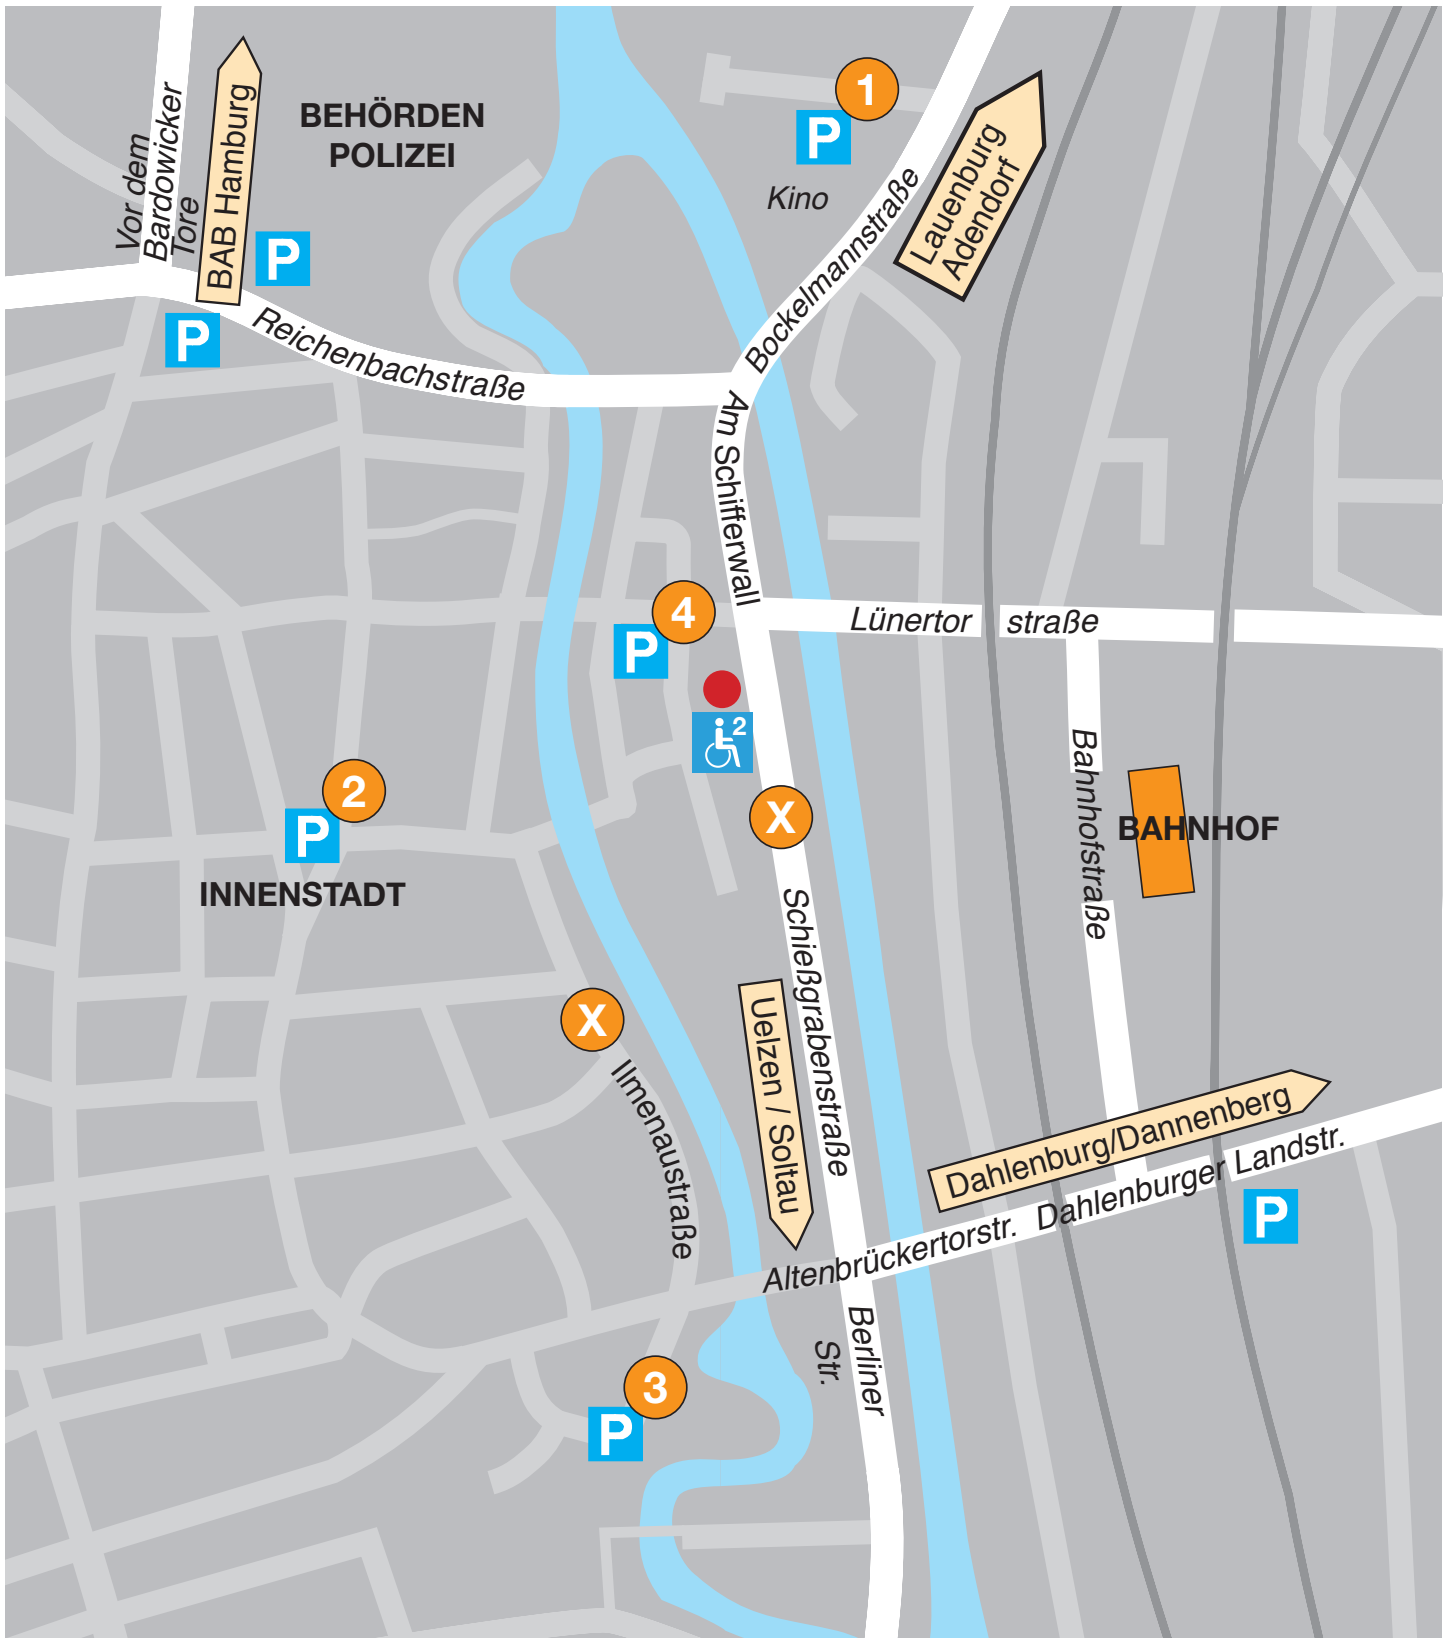 BEHÖRDEN
POLIZEI
Vor dem
Bardowicker
Tore
BAB Hamburg
P
P
Reichenbachstraße
1
P
Kino
Lauenburg
Adendorf
Bockelmannstraße
Am Schifferwall
4
P
2
Lünertor straße
Bahnhofstraße
BAHNHOF
2
P
INNENSTADT
X
X
Schießgrabenstraße
Uelzen / Soltau
Ilmenaustraße
Dahlenburg/Dannenberg
Altenbrückertorstr. Dahlenburger Landstr.
P
Berliner
Str.
3
P